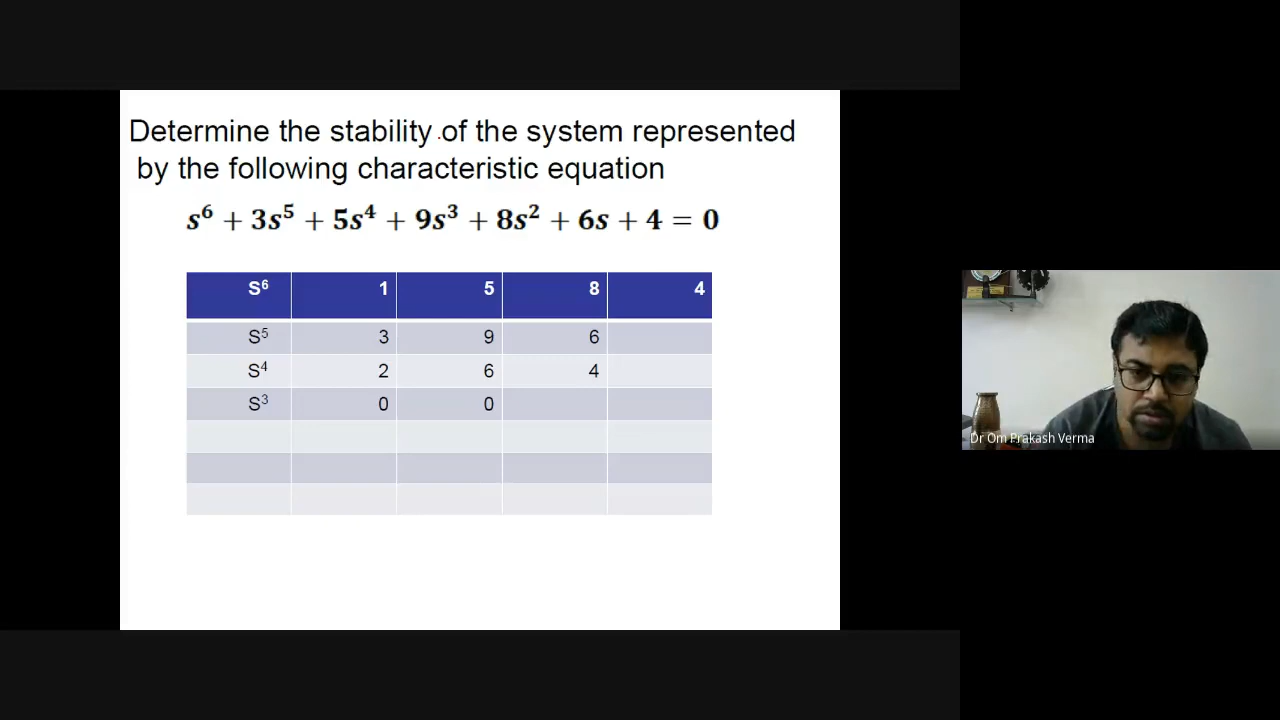 Determine the stability of the system represented
by the following characteristic equation
s⁶ + 3s⁵ + 5s⁴ + 9s³ + 8s² + 6s + 4 = 0
S⁶ 1 5 8 4
S⁵ 3 9 6
S⁴ 2 6 4
S³ 0 0
Dr Om Prakash Verma